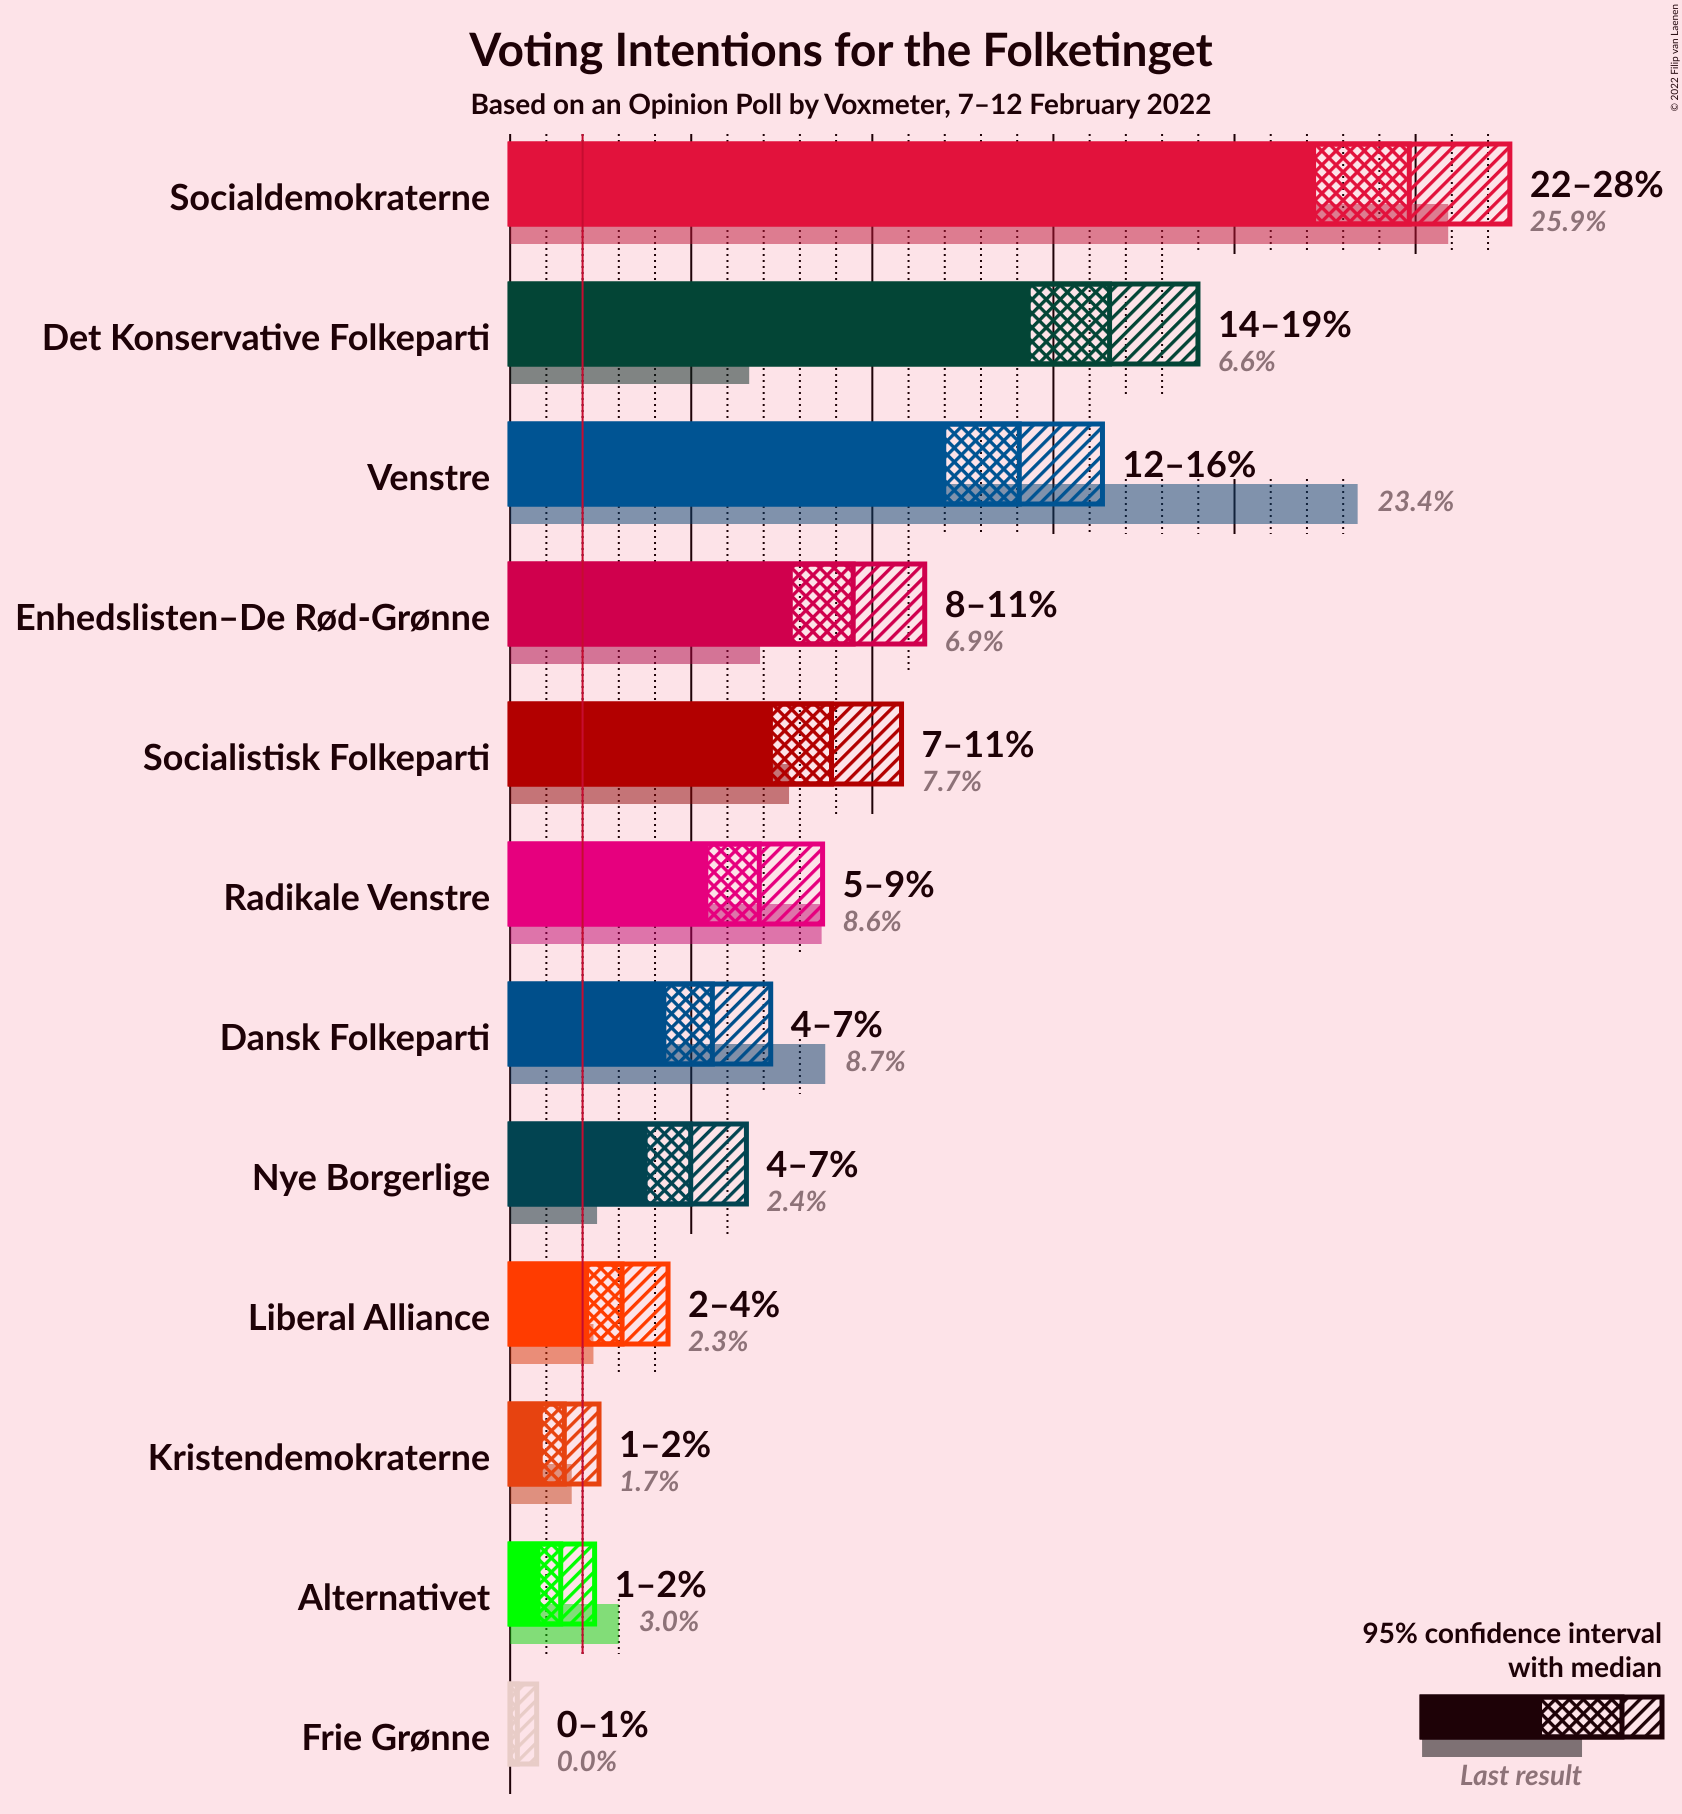 © 2022 Filip van Laenen
Voting Intentions for the Folketinget
Based on an Opinion Poll by Voxmeter, 7–12 February 2022
Socialdemokraterne
22–28%
25.9%
Det Konservative Folkeparti
14–19%
6.6%
Venstre
12–16%
23.4%
Enhedslisten–De Rød-Grønne
8–11%
6.9%
Socialistisk Folkeparti
7–11%
7.7%
Radikale Venstre
5–9%
8.6%
Dansk Folkeparti
4–7%
8.7%
Nye Borgerlige
4–7%
2.4%
Liberal Alliance
2–4%
2.3%
Kristendemokraterne
1–2%
1.7%
Alternativet
1–2%
3.0%
Frie Grønne
0–1%
0.0%
95% confidence interval
with median
Last result